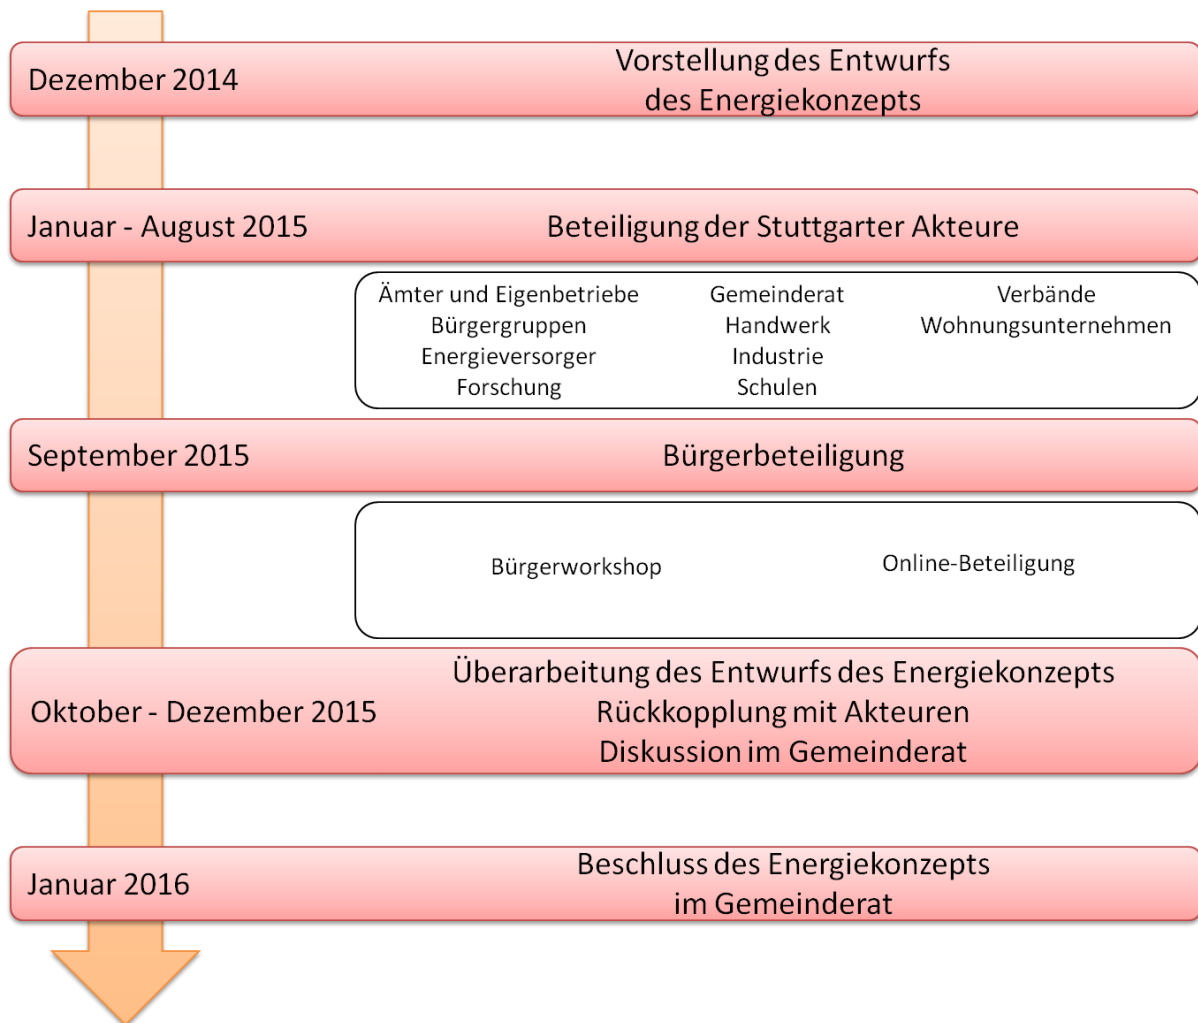 Dezember 2014
Vorstellung des Entwurfs
des Energiekonzepts
Januar - August 2015
Beteiligung der Stuttgarter Akteure
Ämter und Eigenbetriebe
Bürgergruppen
Energieversorger
Forschung
Gemeinderat
Handwerk
Industrie
Schulen
Verbände
Wohnungsunternehmen
September 2015
Bürgerbeteiligung
Bürgerworkshop
Online-Beteiligung
Oktober - Dezember 2015
Überarbeitung des Entwurfs des Energiekonzepts
Rückkopplung mit Akteuren
Diskussion im Gemeinderat
Januar 2016
Beschluss des Energiekonzepts
im Gemeinderat